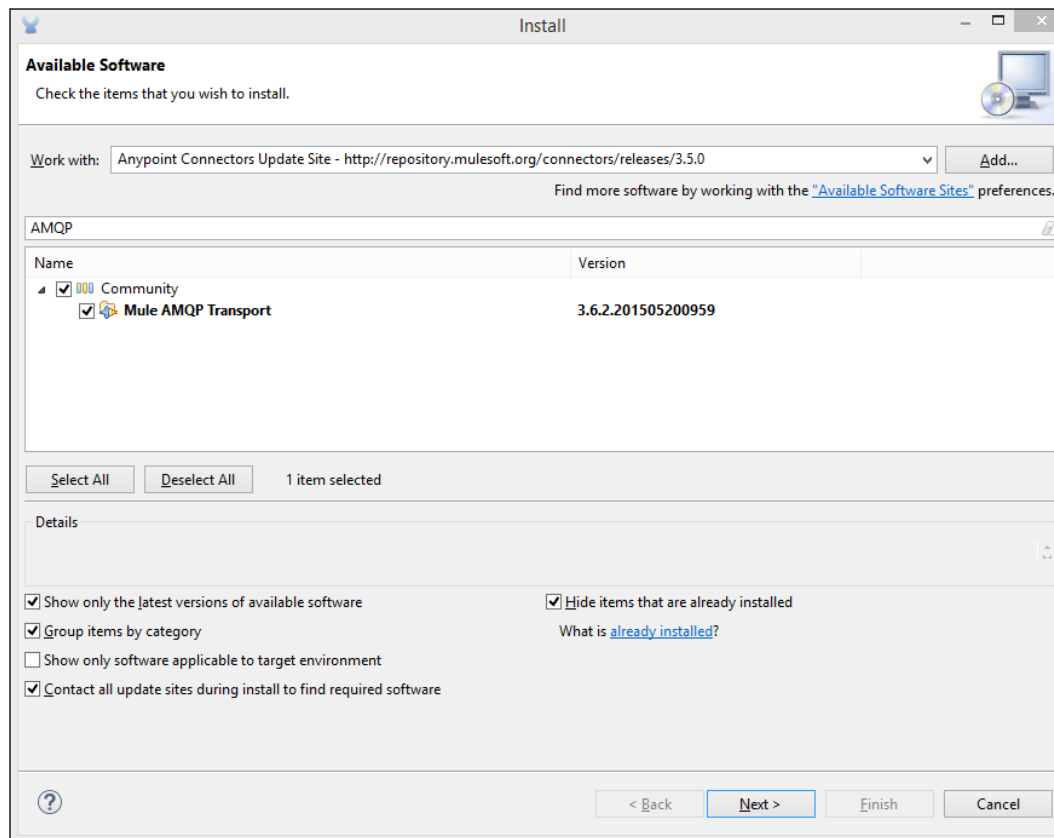 Install
Available Software
Check the items that you wish to install.
Work with: Anypoint Connectors Update Site - http://repository.mulesoft.org/connectors/releases/3.5.0 Add...
Find more software by working with the "Available Software Sites" preferences.
AMQP
Name Version
Community
Mule AMQP Transport 3.6.2.201505200959
Select All Deselect All 1 item selected
Details
Show only the latest versions of available software Hide items that are already installed
Group items by category What is already installed?
Show only software applicable to target environment
Contact all update sites during install to find required software
? < Back Next > Finish Cancel